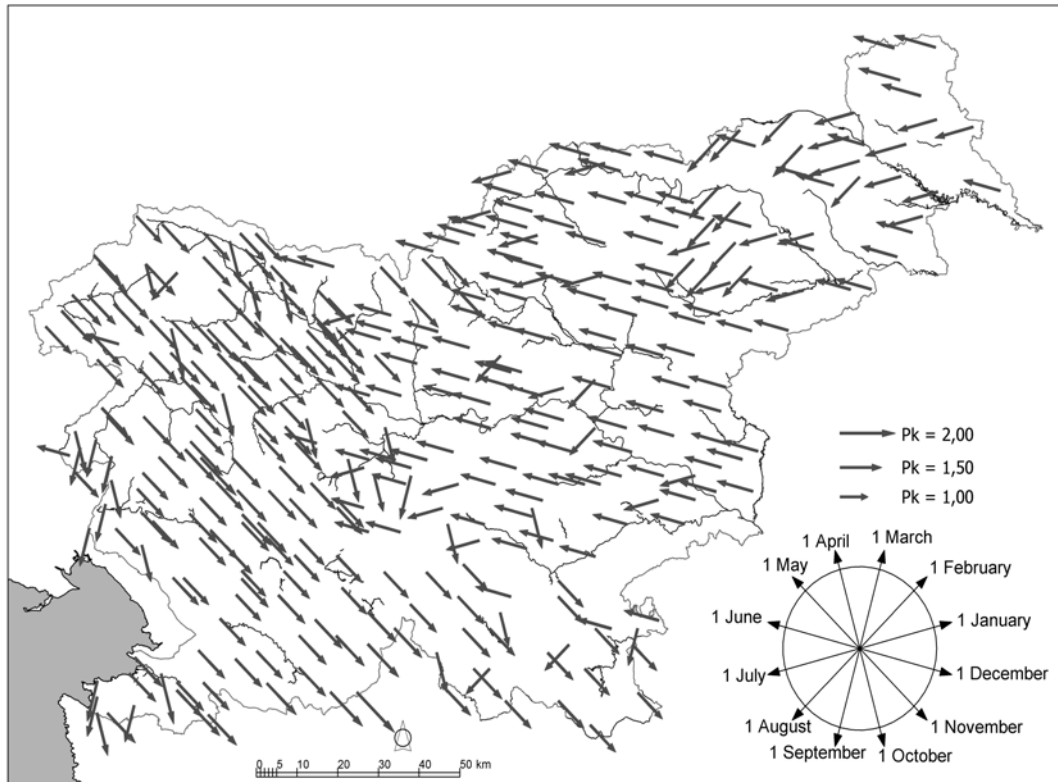 Pk = 2,00
Pk = 1,50
Pk = 1,00
1 April
1 March
1 May
1 February
1 June
1 January
1 July
1 December
1 August
1 November
1 September
1 October
0 10 20 30 40 50 km